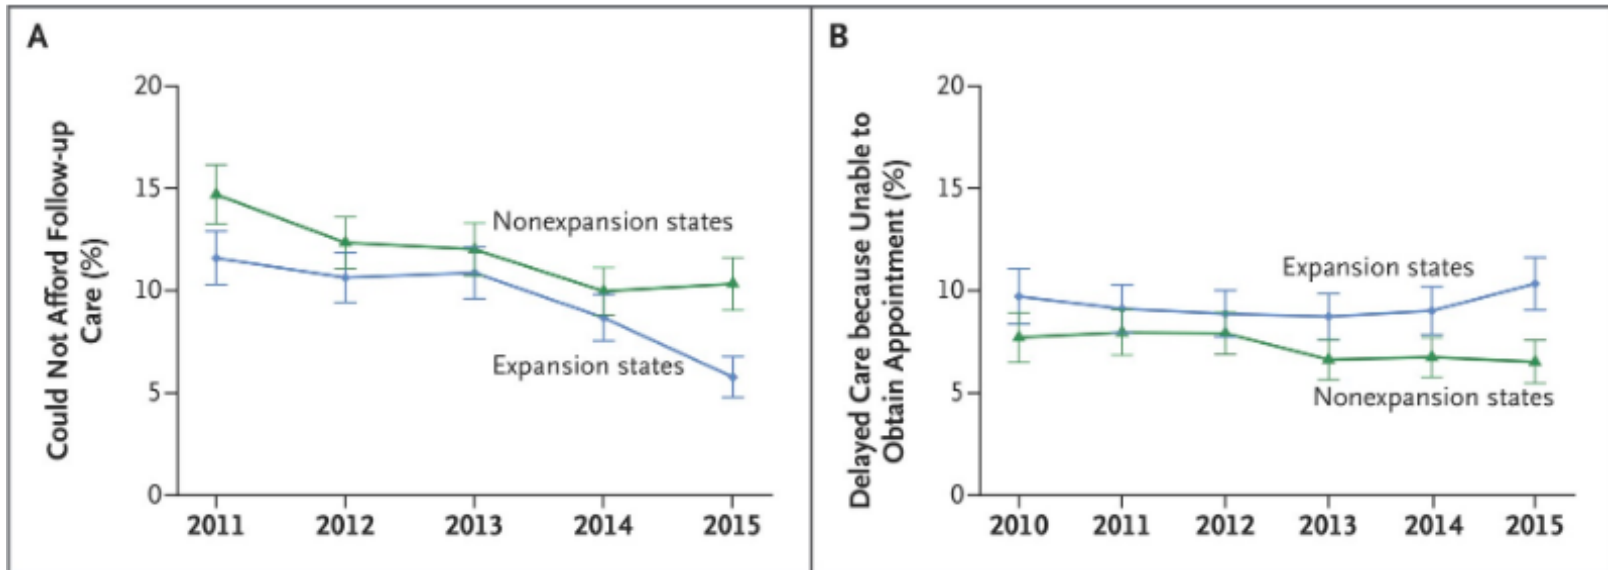 A
Could Not Afford Follow-up
Care (%)
20
15
10
5
0
Nonexpansion states
Expansion states
2011 2012 2013 2014 2015
B
Delayed Care because Unable to
Obtain Appointment (%)
20
15
10
5
0
Expansion states
Nonexpansion states
2010 2011 2012 2013 2014 2015